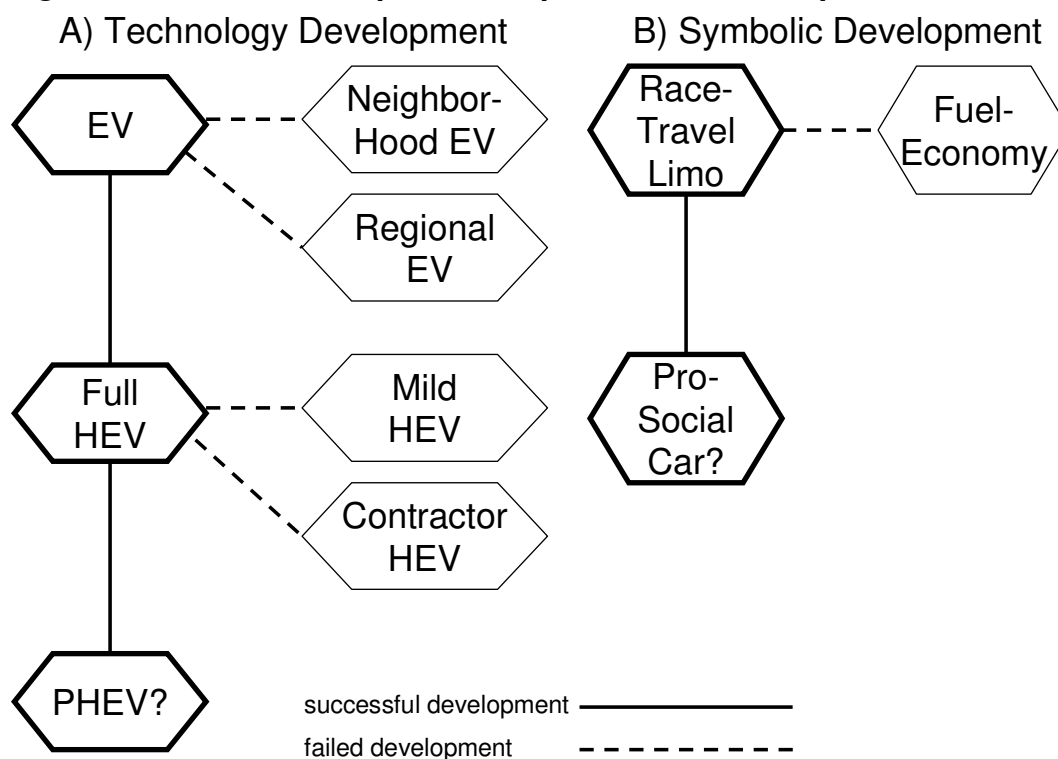 A) Technology Development
B) Symbolic Development
EV
Neighbor-
Hood EV
Regional
EV
Race-
Travel
Limo
Fuel-
Economy
Full
HEV
Mild
HEV
Contractor
HEV
Pro-
Social
Car?
PHEV?
successful development
failed development